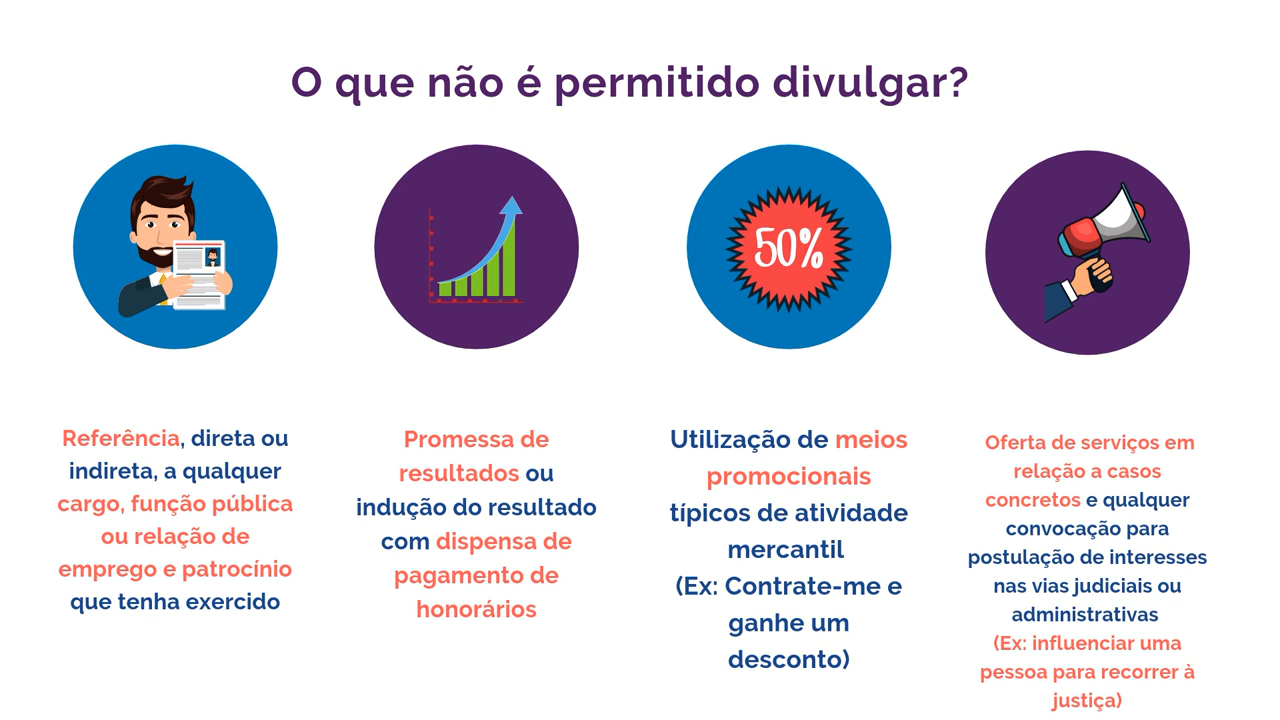 O que não é permitido divulgar?
50%
Referência, direta ou
indireta, a qualquer
cargo, função pública
ou relação de
emprego e patrocínio
que tenha exercido
Promessa de
resultados ou
indução do resultado
com dispensa de
pagamento de
honorários
Utilização de meios
promocionais
típicos de atividade
mercantil
(Ex: Contrate-me e
ganhe um
desconto)
Oferta de serviços em
relação a casos
concretos e qualquer
convocação para
postulação de interesses
nas vias judiciais ou
administrativas
(Ex: influenciar uma
pessoa para recorrer à
justiça)